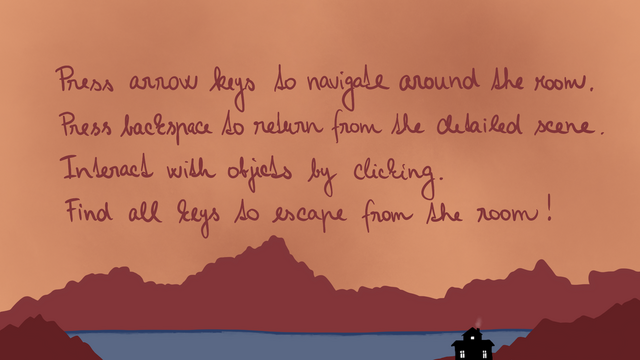 Press arrow keys to navigate around the room.
Press backspace to return from the detailed scene.
Interact with objects by clicking.
Find all keys to escape from the room!